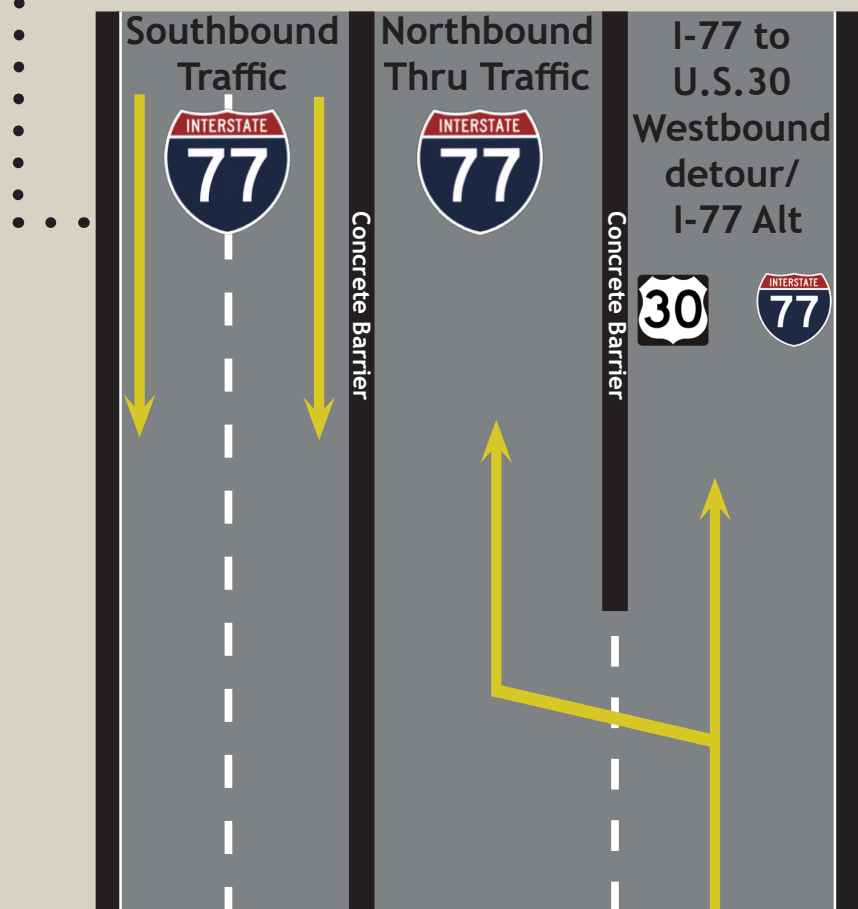 Southbound
Traffic
INTERSTATE
77
Northbound
Thru Traffic
INTERSTATE
77
I-77 to
U.S.30
Westbound
detour/
I-77 Alt
30
INTERSTATE
77
Concrete Barrier
Concrete Barrier